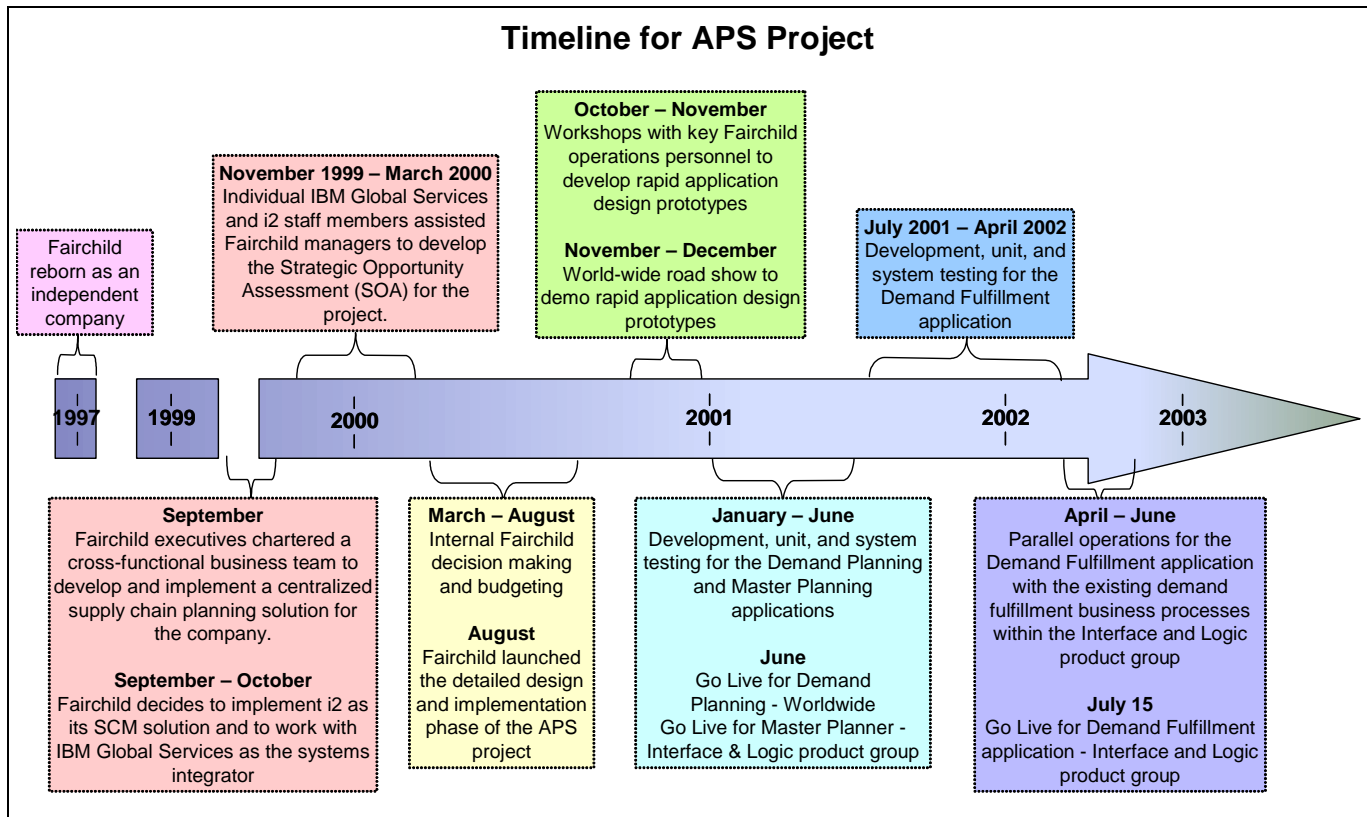 Timeline for APS Project
Fairchild
reborn as an
independent
company
November 1999 – March 2000
Individual IBM Global Services
and i2 staff members assisted
Fairchild managers to develop
the Strategic Opportunity
Assessment (SOA) for the
project.
October – November
Workshops with key Fairchild
operations personnel to
develop rapid application
design prototypes
November – December
World-wide road show to
demo rapid application design
prototypes
July 2001 – April 2002
Development, unit, and
system testing for the
Demand Fulfillment
application
1997
1999
2000
2001
2002
2003
September
Fairchild executives chartered a
cross-functional business team to
develop and implement a centralized
supply chain planning solution for
the company.
September – October
Fairchild decides to implement i2 as
its SCM solution and to work with
IBM Global Services as the systems
integrator
March – August
Internal Fairchild
decision making
and budgeting
August
Fairchild launched
the detailed design
and implementation
phase of the APS
project
January – June
Development, unit, and system
testing for the Demand Planning
and Master Planning
applications
June
Go Live for Demand
Planning - Worldwide
Go Live for Master Planner -
Interface & Logic product group
April – June
Parallel operations for the
Demand Fulfillment application
with the existing demand
fulfillment business processes
within the Interface and Logic
product group
July 15
Go Live for Demand Fulfillment
application - Interface and Logic
product group